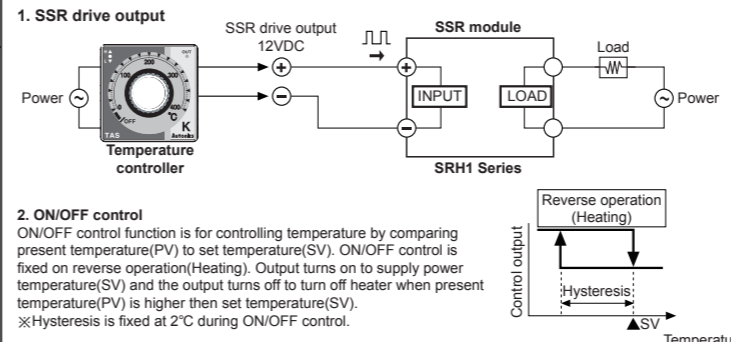 1. SSR drive output
SSR drive output
12VDC
SSR module
Load
Power
OUT
0
100
200
300
400
°C
OFF
TAS
K
Autonics
+
−
+
−
INPUT
LOAD
Power
Temperature
controller
SRH1 Series
2. ON/OFF control
ON/OFF control function is for controlling temperature by comparing
present temperature(PV) to set temperature(SV). ON/OFF control is
fixed on reverse operation(Heating). Output turns on to supply power
temperature(SV) and the output turns off to turn off heater when present
temperature(PV) is higher then set temperature(SV).
※Hysteresis is fixed at 2℃ during ON/OFF control.
Reverse operation
(Heating)
Control output
Hysteresis
▲SV
Temperatu